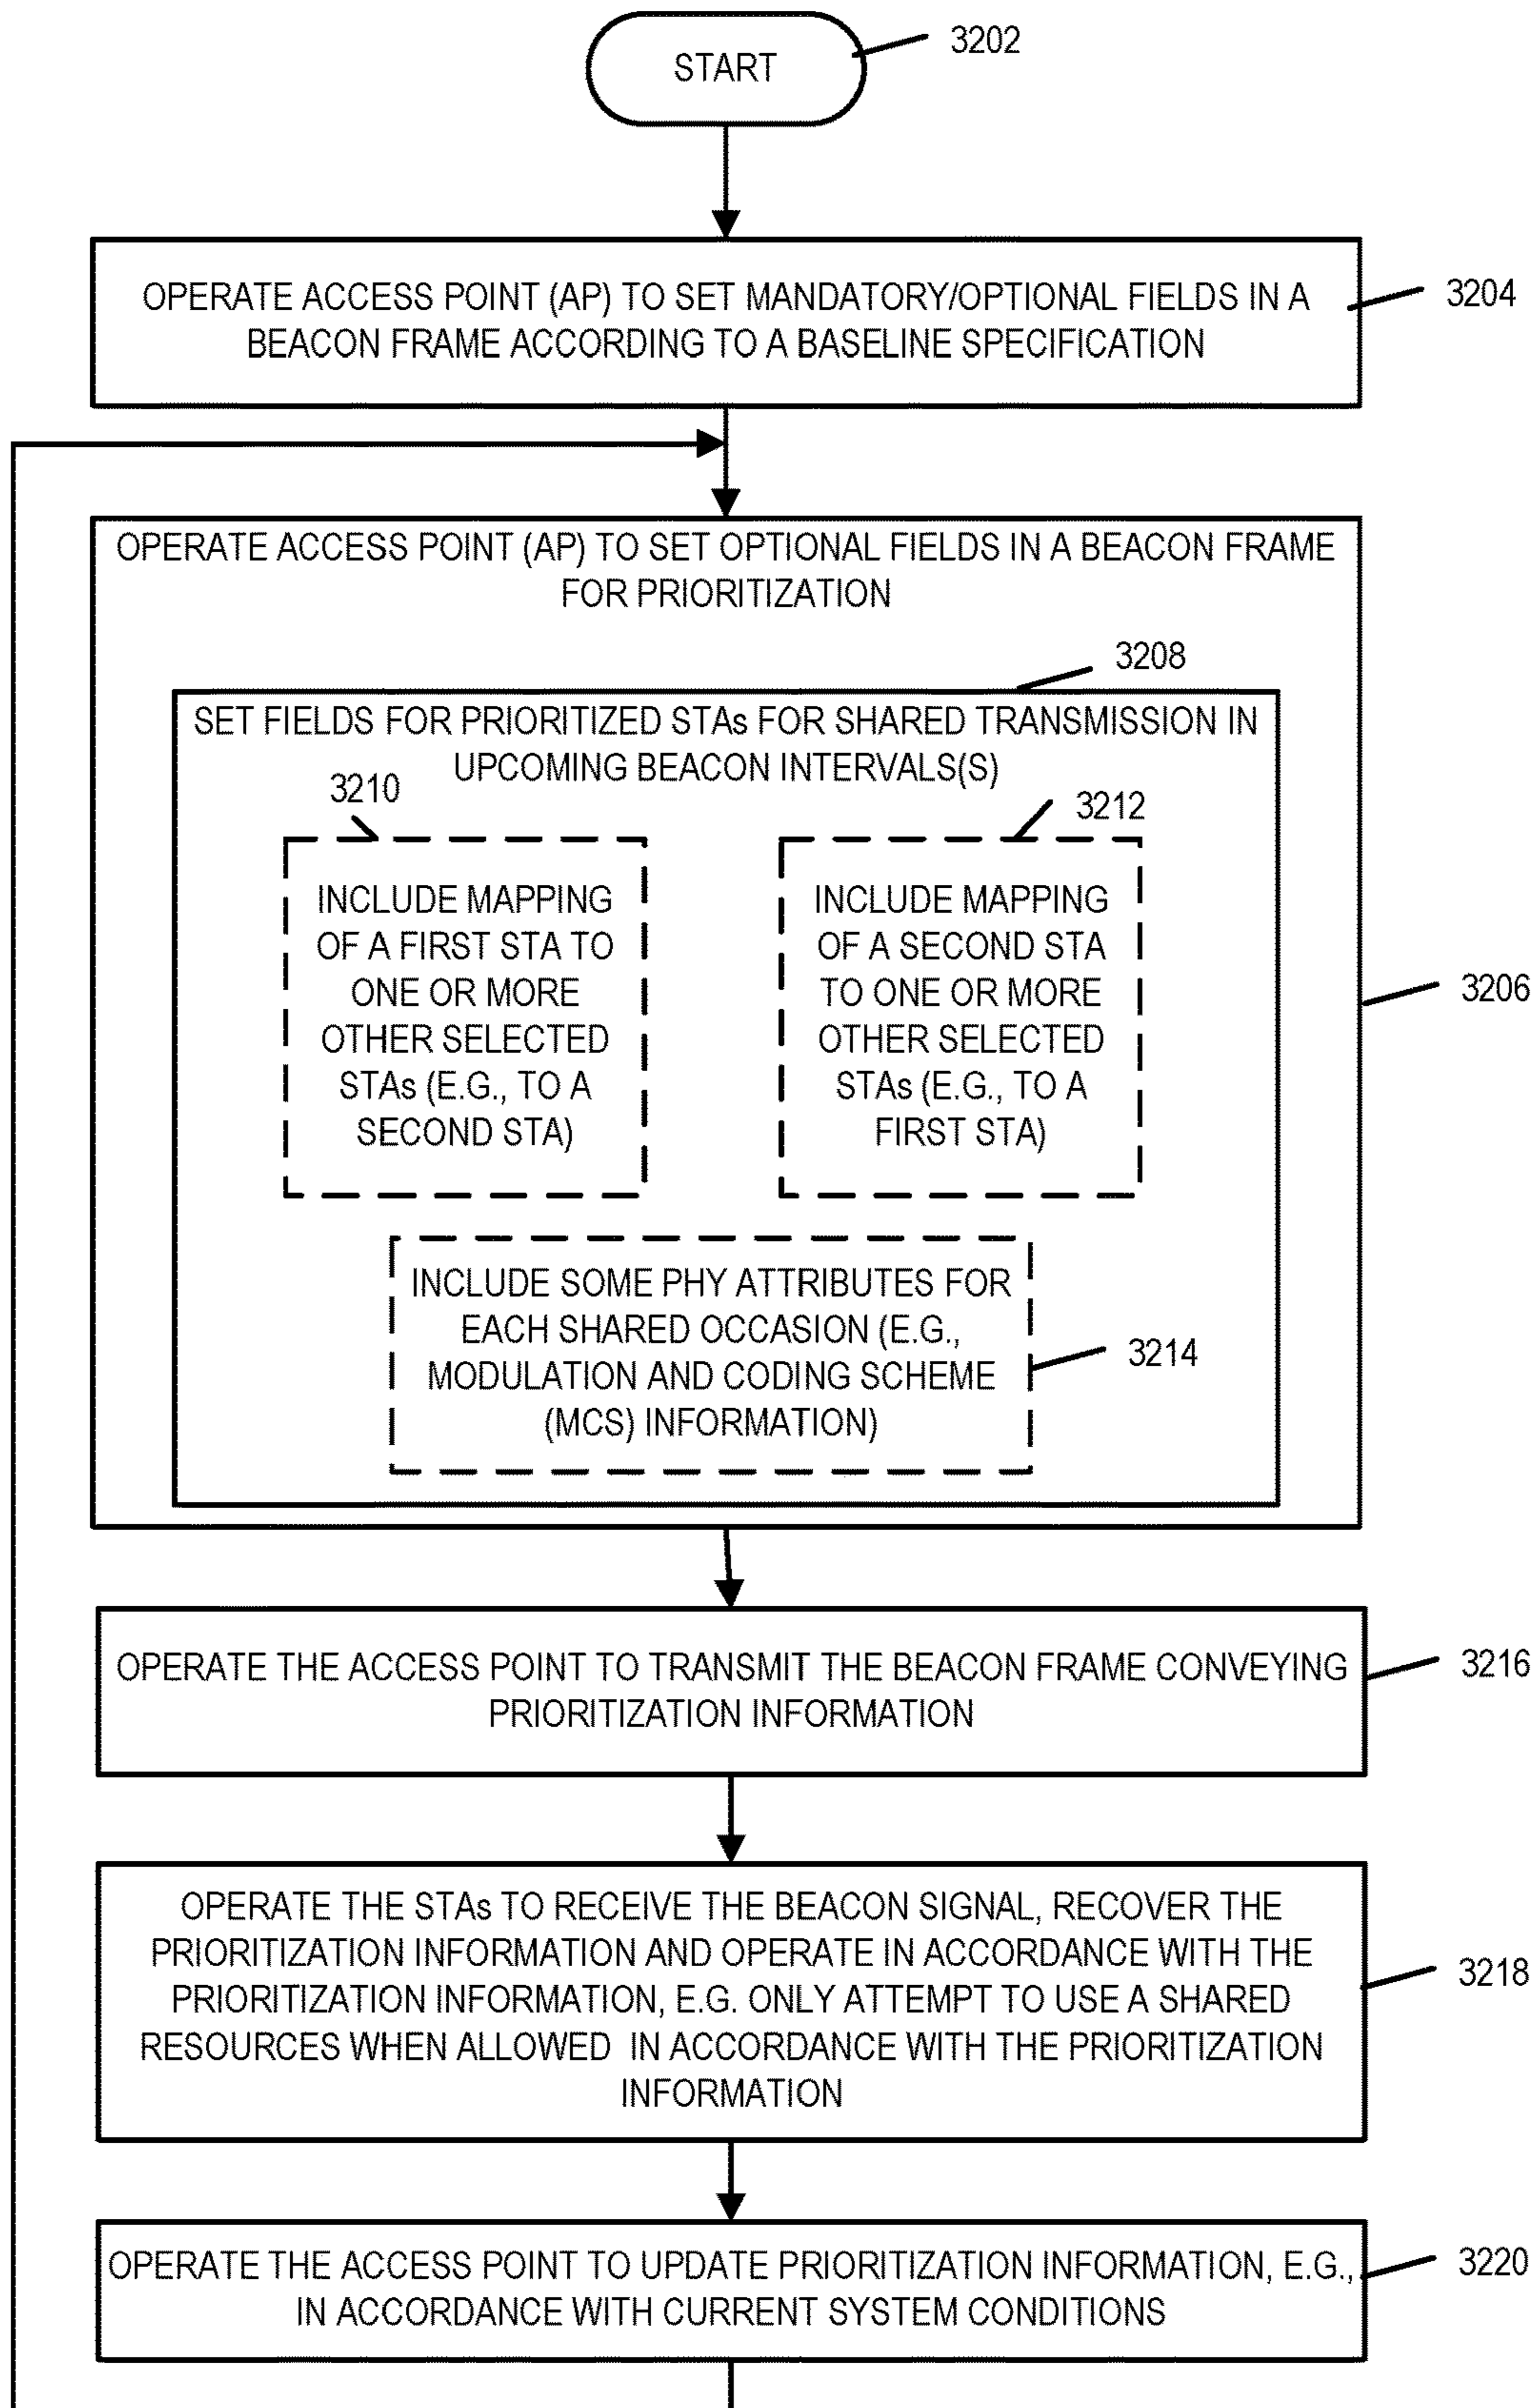 START
3202
OPERATE ACCESS POINT (AP) TO SET MANDATORY/OPTIONAL FIELDS IN A
BEACON FRAME ACCORDING TO A BASELINE SPECIFICATION
3204
OPERATE ACCESS POINT (AP) TO SET OPTIONAL FIELDS IN A BEACON FRAME
FOR PRIORITIZATION
3206
3208
SET FIELDS FOR PRIORITIZED STAs FOR SHARED TRANSMISSION IN
UPCOMING BEACON INTERVALS(S)
3210
INCLUDE MAPPING
OF A FIRST STA TO
ONE OR MORE
OTHER SELECTED
STAs (E.G., TO A
SECOND STA)
3212
INCLUDE MAPPING
OF A SECOND STA
TO ONE OR MORE
OTHER SELECTED
STAs (E.G., TO A
FIRST STA)
INCLUDE SOME PHY ATTRIBUTES FOR
EACH SHARED OCCASION (E.G.,
MODULATION AND CODING SCHEME
(MCS) INFORMATION)
3214
OPERATE THE ACCESS POINT TO TRANSMIT THE BEACON FRAME CONVEYING
PRIORITIZATION INFORMATION
3216
OPERATE THE STAs TO RECEIVE THE BEACON SIGNAL, RECOVER THE
PRIORITIZATION INFORMATION AND OPERATE IN ACCORDANCE WITH THE
PRIORITIZATION INFORMATION, E.G. ONLY ATTEMPT TO USE A SHARED
RESOURCES WHEN ALLOWED IN ACCORDANCE WITH THE PRIORITIZATION
INFORMATION
3218
OPERATE THE ACCESS POINT TO UPDATE PRIORITIZATION INFORMATION, E.G.,
IN ACCORDANCE WITH CURRENT SYSTEM CONDITIONS
3220